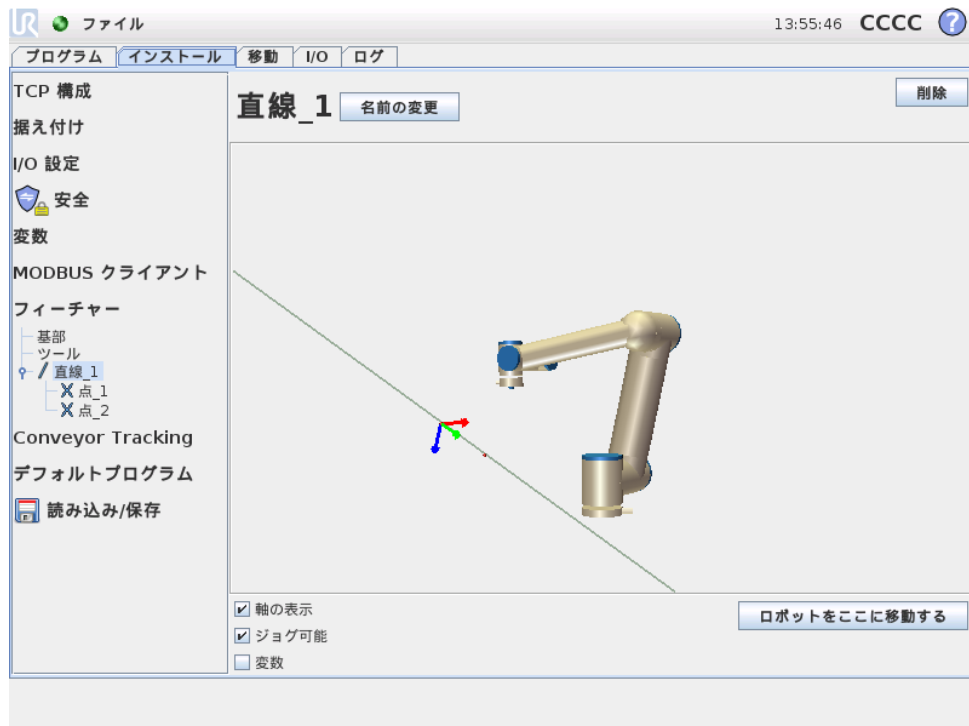 UR ファイル 13:55:46 CCCC ?
プログラム インストール 移動 I/O ログ
TCP 構成
据え付け
I/O 設定
安全
変数
MODBUS クライアント
フィーチャー
基部
ツール
直線_1
点_1
点_2
Conveyor Tracking
デフォルトプログラム
読み込み/保存
直線_1 名前の変更 削除
軸の表示
ジョグ可能
変数
ロボットをここに移動する